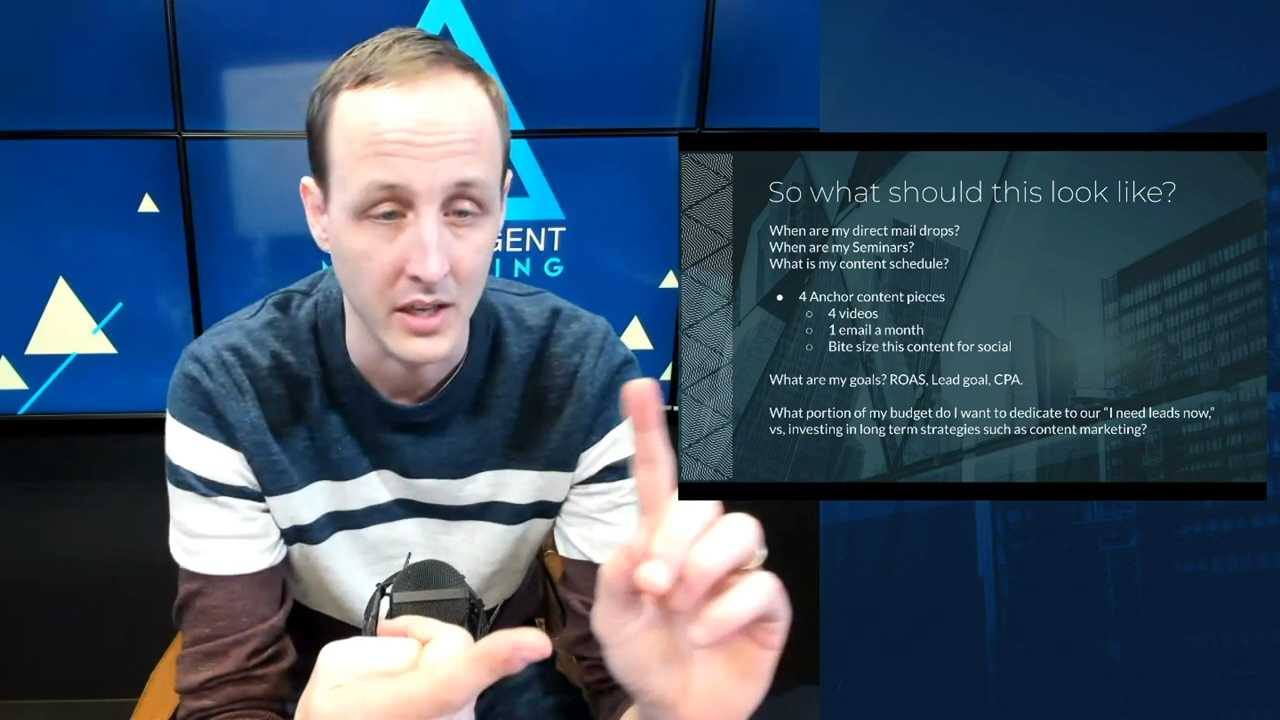 So what should this look like?
When are my direct mail drops?
When are my Seminars?
What is my content schedule?
● 4 Anchor content pieces
○ 4 videos
○ 1 email a month
○ Bite size this content for social
What are my goals? ROAS, Lead goal, CPA.
What portion of my budget do I want to dedicate to our “I need leads now,”
vs, investing in long term strategies such as content marketing?